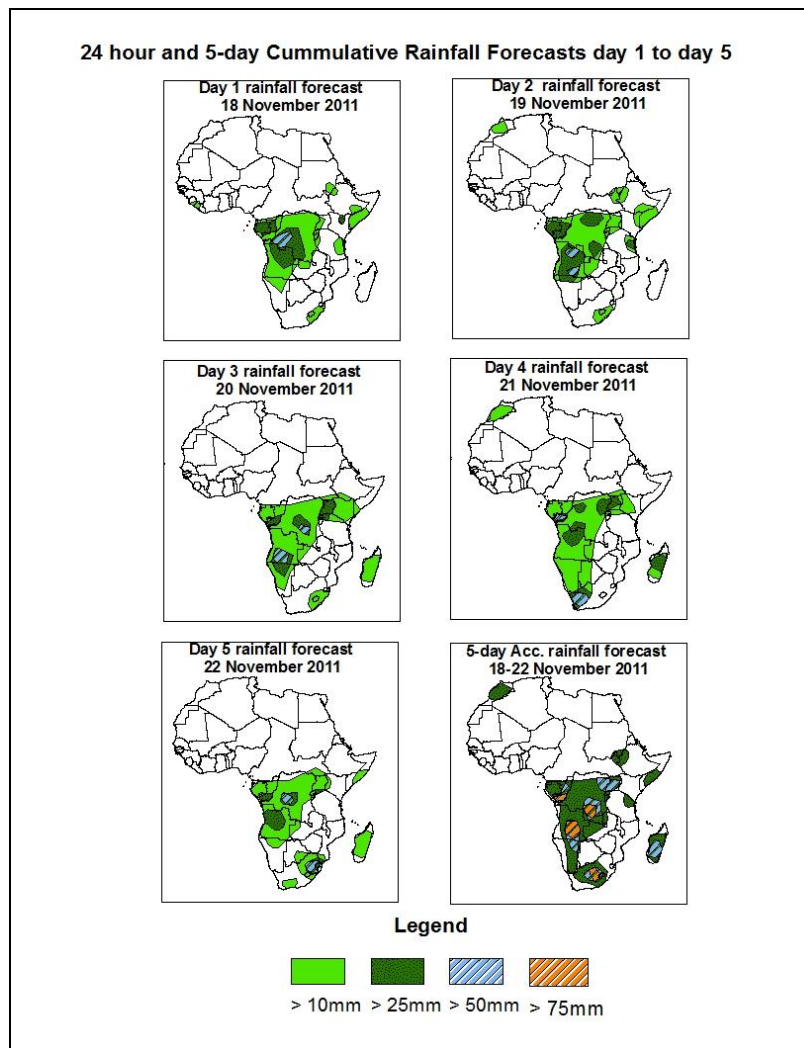 24 hour and 5-day Cummulative Rainfall Forecasts day 1 to day 5
Day 1 rainfall forecast
18 November 2011
Day 2  rainfall forecast
19 November 2011
Day 3 rainfall forecast
20 November 2011
Day 4 rainfall forecast
21 November 2011
Day 5 rainfall forecast
22 November 2011
5-day Acc. rainfall forecast
18-22 November 2011
Legend
> 10mm > 25mm > 50mm > 75mm